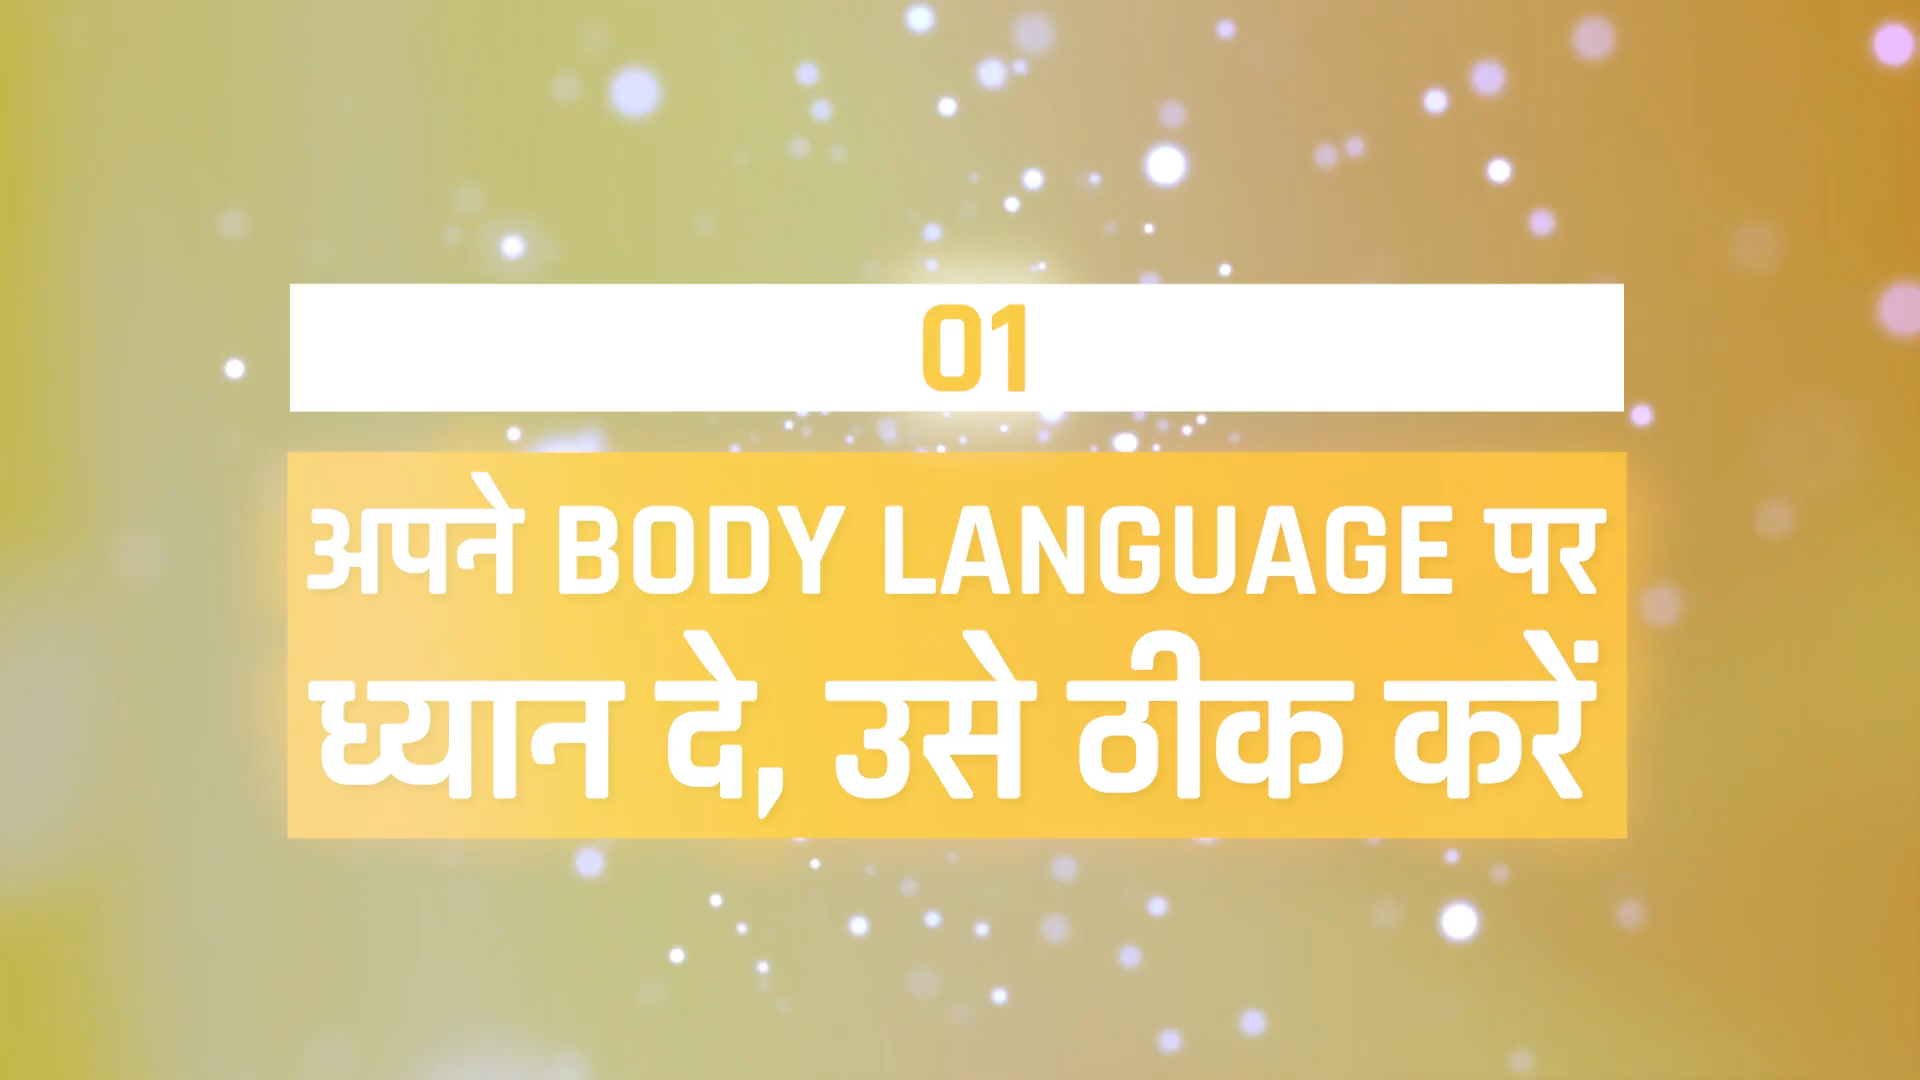 01
अपने BODY LANGUAGE पर
ध्यान दे, उसे ठीक करें